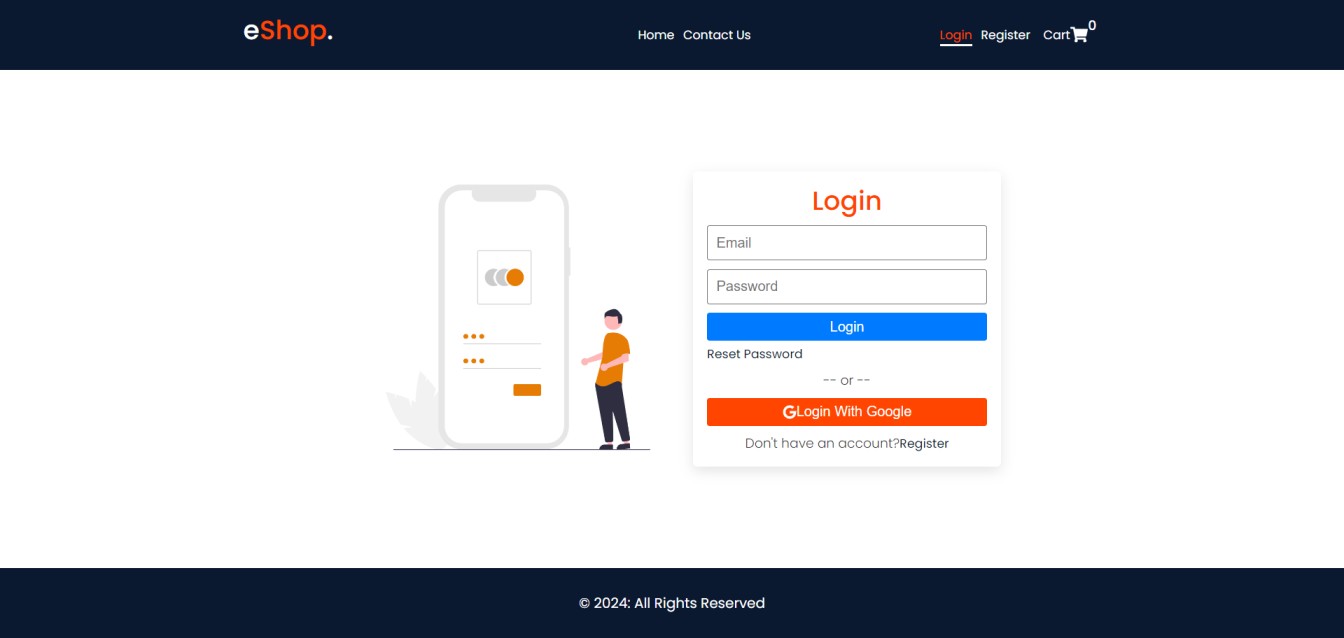 eShop.
Home Contact Us
Login Register Cart 0
Login
Email
Password
Login
Reset Password
-- or --
Login With Google
Don't have an account?Register
© 2024: All Rights Reserved